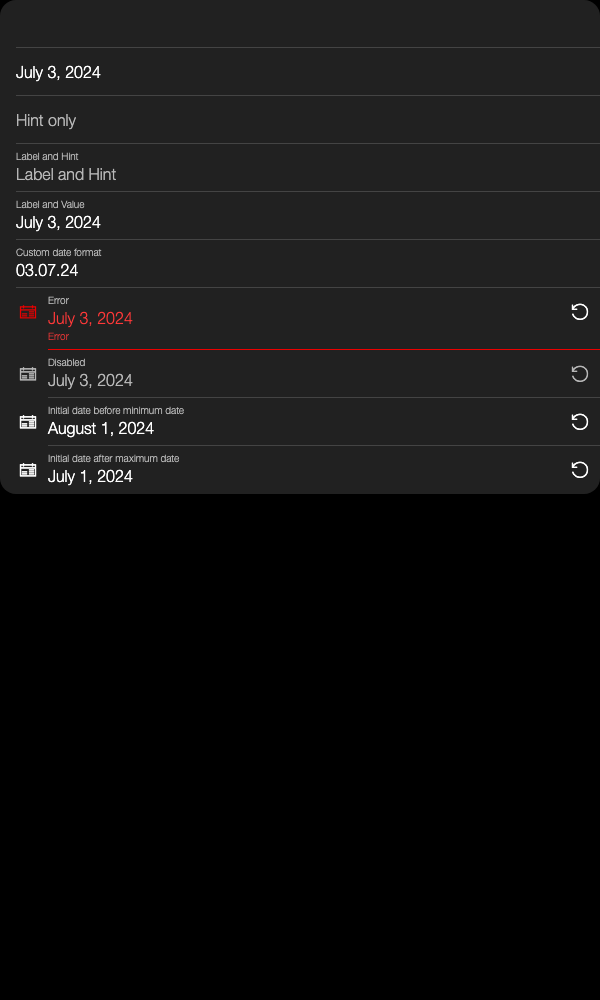 July 3, 2024
Hint only
Label and Hint
Label and Hint
Label and Value
July 3, 2024
Custom date format
03.07.24
Error
July 3, 2024
Error
Disabled
July 3, 2024
Initial date before minimum date
August 1, 2024
Initial date after maximum date
July 1, 2024